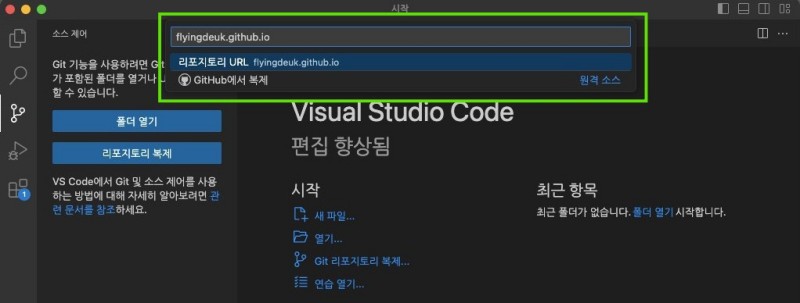 시작
소스 제어
flyingdeuk.github.io
리포지토리 URL flyingdeuk.github.io
GitHub에서 복제 원격 소스
Git 기능을 사용하려면 Git
가 포함된 폴더를 열거나
할 수 있습니다.
폴더 열기
리포지토리 복제
VS Code에서 Git 및 소스 제어를 사용
하는 방법에 대해 자세히 알아보려면 관
련 문서를 참조하세요.
1
Visual Studio Code
편집 향상됨
시작
새 파일...
열기...
Git 리포지토리 복제...
연습 열기...
최근 항목
최근 폴더가 없습니다. 폴더 열기 시작합니다.